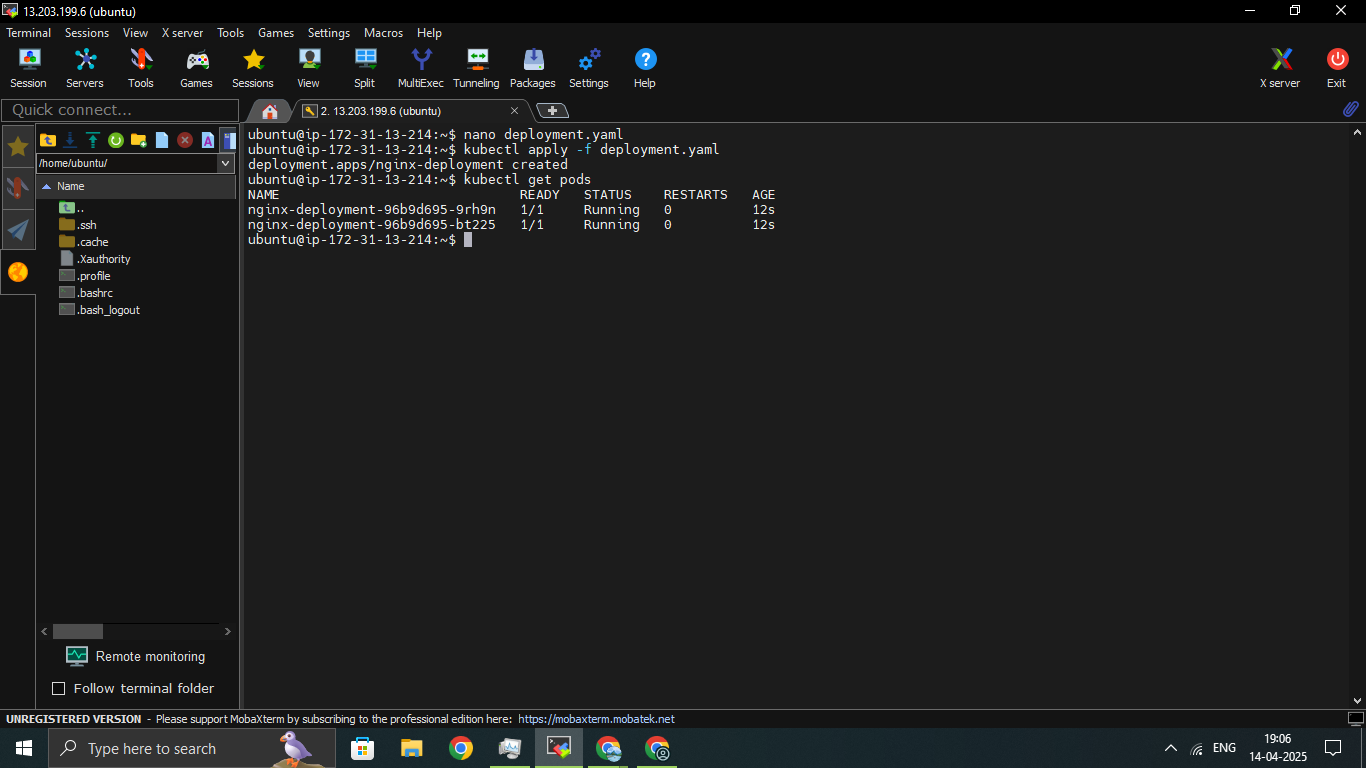 13.203.199.6 (ubuntu)
Terminal Sessions View X server Tools Games Settings Macros Help
Session Servers Tools Games Sessions View Split MultiExec Tunneling Packages Settings Help X server Exit
Quick connect...
2. 13.203.199.6 (ubuntu)
/home/ubuntu/
Name
..
.ssh
.cache
.Xauthority
.profile
.bashrc
.bash_logout
Remote monitoring
Follow terminal folder
ubuntu@ip-172-31-13-214:~$ nano deployment.yaml
ubuntu@ip-172-31-13-214:~$ kubectl apply -f deployment.yaml
deployment.apps/nginx-deployment created
ubuntu@ip-172-31-13-214:~$ kubectl get pods
NAME READY STATUS RESTARTS AGE
nginx-deployment-96b9d695-9rh9n 1/1 Running 0 12s
nginx-deployment-96b9d695-bt225 1/1 Running 0 12s
ubuntu@ip-172-31-13-214:~$
UNREGISTERED VERSION - Please support MobaXterm by subscribing to the professional edition here: https://mobaxterm.mobatek.net
Type here to search
ENG
19:06
14-04-2025